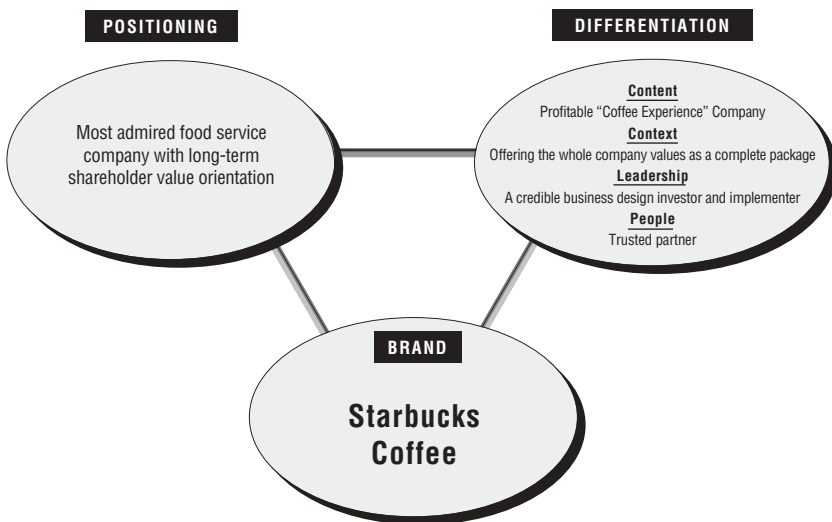 POSITIONING
Most admired food service
company with long-term
shareholder value orientation
DIFFERENTIATION
Content
Profitable “Coffee Experience” Company
Context
Offering the whole company values as a complete package
Leadership
A credible business design investor and implementer
People
Trusted partner
BRAND
Starbucks
Coffee